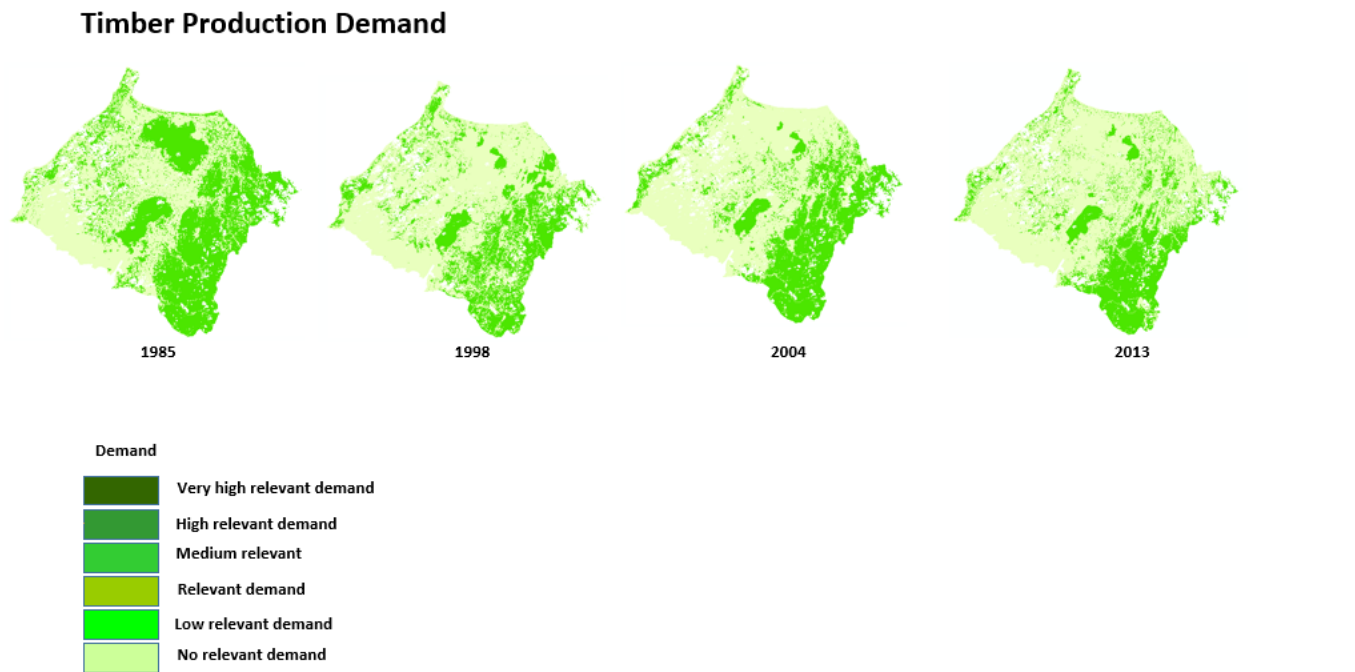 Timber Production Demand
1985
1998
2004
2013
Demand
Very high relevant demand
High relevant demand
Medium relevant
Relevant demand
Low relevant demand
No relevant demand